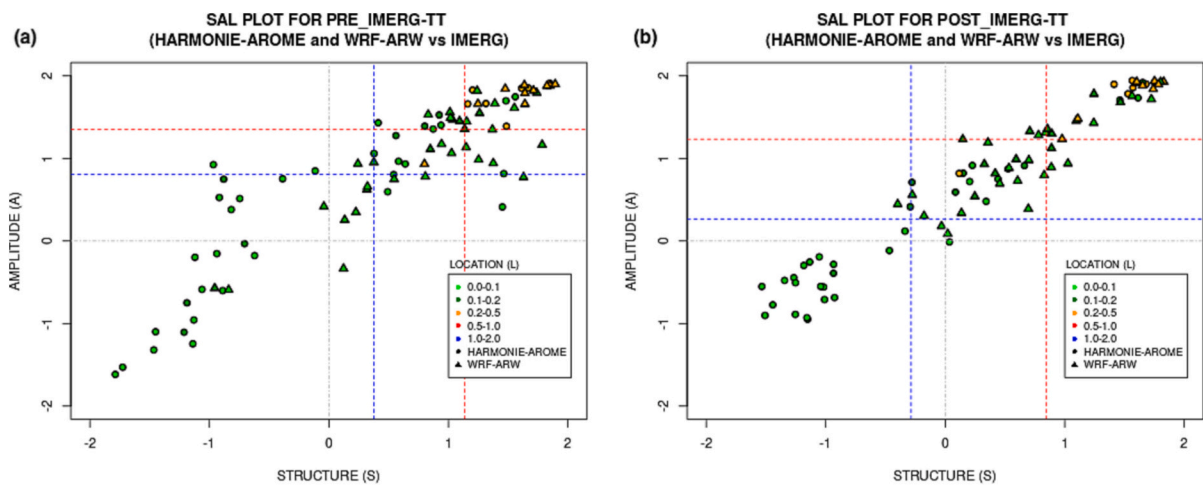 (a)
SAL PLOT FOR PRE_IMERG-TT
(HARMONIE-AROME and WRF-ARW vs IMERG)
AMPLITUDE (A)
2
1
0
-1
-2
LOCATION (L)
0.0-0.1
0.1-0.2
0.2-0.5
0.5-1.0
1.0-2.0
HARMONIE-AROME
WRF-ARW
-2
-1
0
1
2
STRUCTURE (S)
(b)
SAL PLOT FOR POST_IMERG-TT
(HARMONIE-AROME and WRF-ARW vs IMERG)
AMPLITUDE (A)
2
1
0
-1
-2
LOCATION (L)
0.0-0.1
0.1-0.2
0.2-0.5
0.5-1.0
1.0-2.0
HARMONIE-AROME
WRF-ARW
-2
-1
0
1
2
STRUCTURE (S)